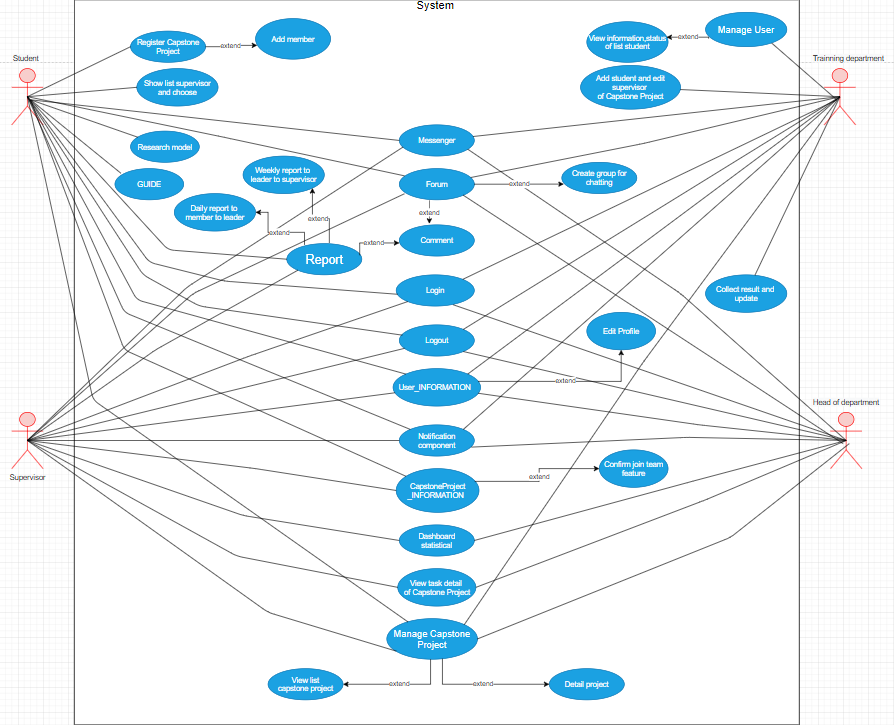 System
Register Capstone
Project
extend
Add member
View information,status
of list student
extend
Manage User
Student
Show list supervisor
and choose
Add student and edit
supervisor
of Capstone Project
Trainning department
Research model
Messenger
GUIDE
Weekly report to
leader to supervisor
Forum
extend
Create group for
chatting
Daily report to
member to leader
extend
extend
extend
Report
extend
Comment
Login
Collect result and
update
Logout
Edit Profile
User_INFORMATION
extend
Head of department
Supervisor
Notification
component
CapstoneProject
_INFORMATION
extend
Confirm join team
feature
Dashboard
statistical
View task detail
of Capstone Project
Manage Capstone
Project
View list
capstone project
extend
extend
Detail project